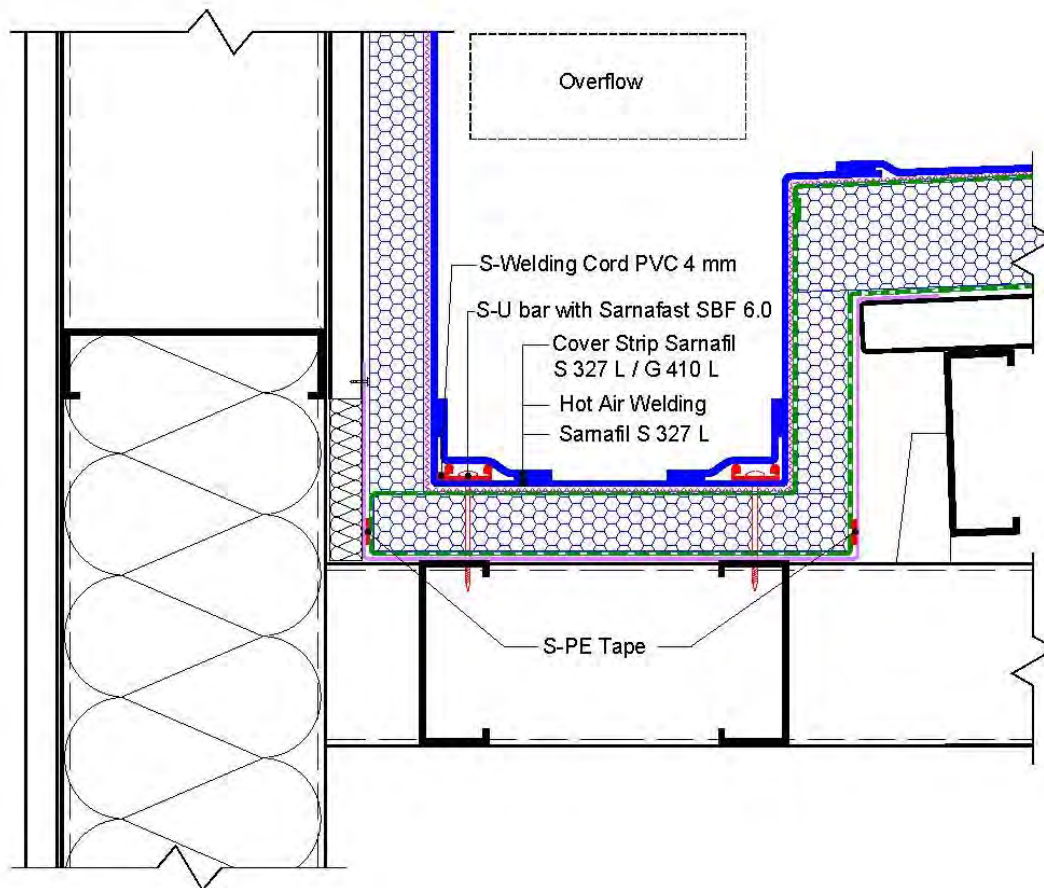 Overflow
S-Welding Cord PVC 4 mm
S-U bar with Sarnafast SBF 6.0
Cover Strip Sarnafil
S 327 L / G 410 L
Hot Air Welding
Sarnafil S 327 L
S-PE Tape